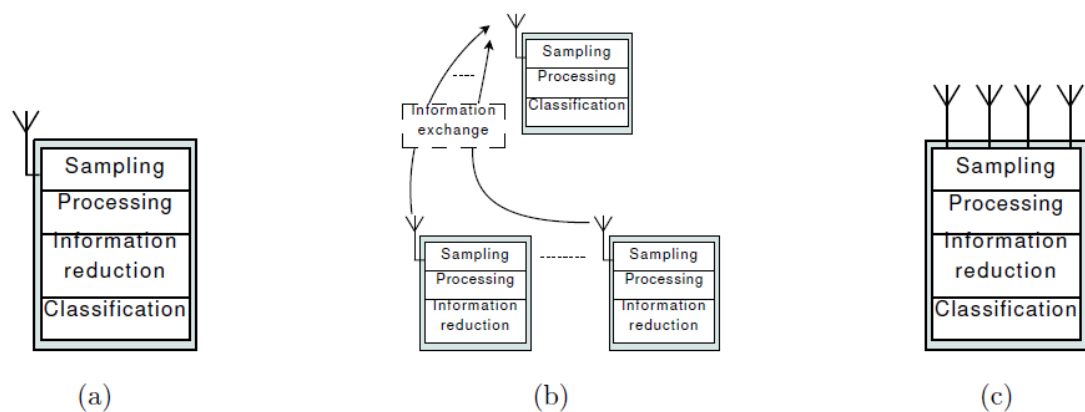 Sampling
Processing
Information
reduction
Classification
(a)
Sampling
Processing
Classification
Information
exchange
Sampling
Processing
Information
reduction
Sampling
Processing
Information
reduction
(b)
Sampling
Processing
Information
reduction
Classification
(c)